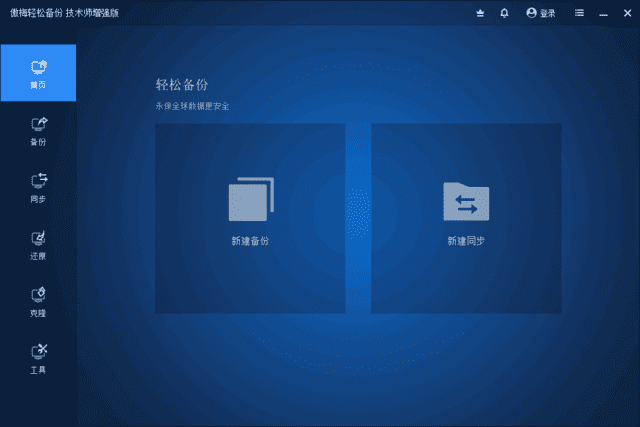 傲梅轻松备份 技术师增强版
登录
首页
备份
同步
还原
克隆
工具
轻松备份
永保全球数据更安全
新建备份
新建同步